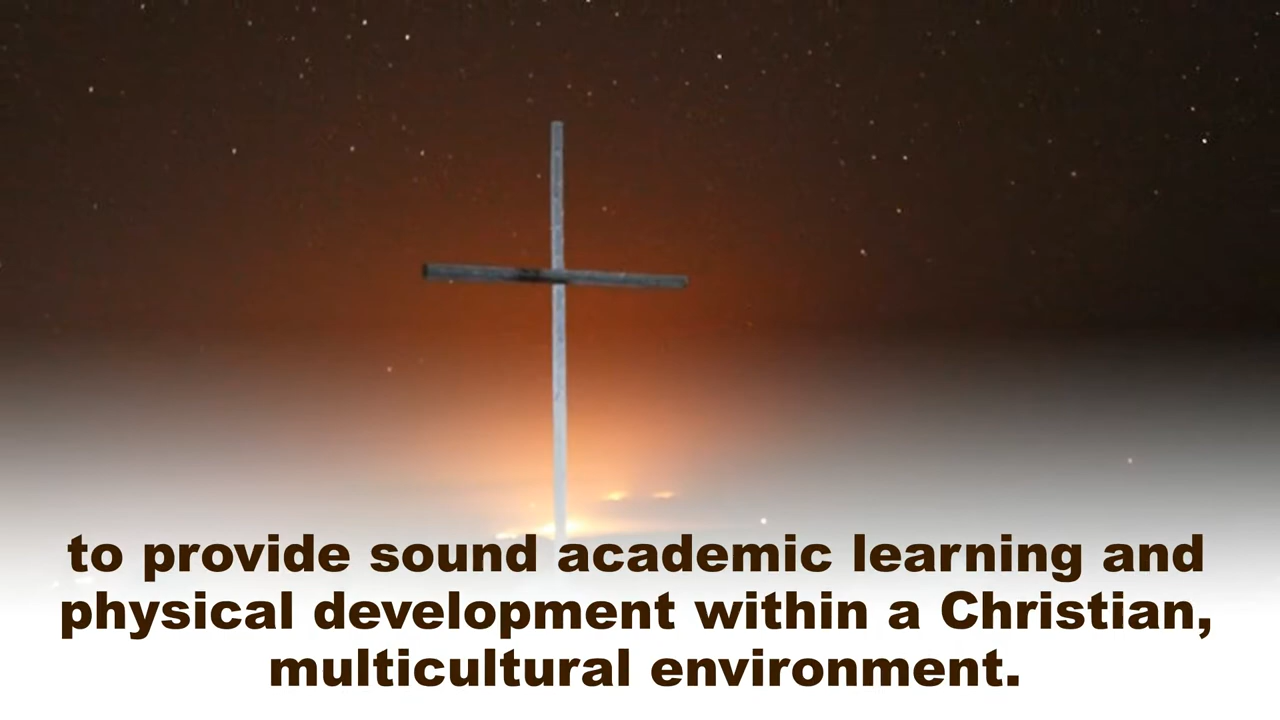 to provide sound academic learning and
physical development within a Christian,
multicultural environment.